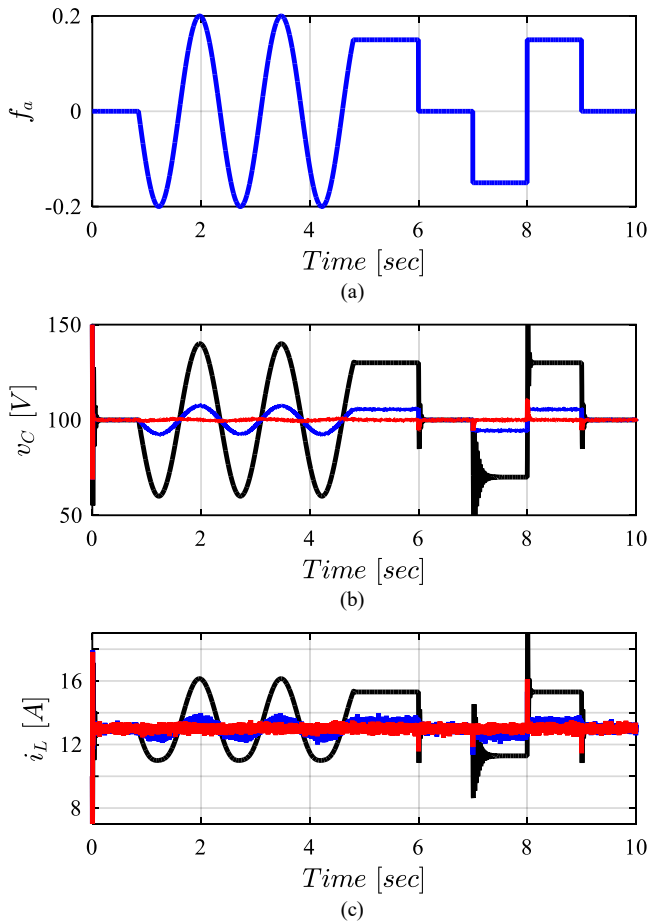 0.2
0
-0.2
f_a
0 2 4 6 8 10
Time [sec]
(a)
150
100
50
v_C [V]
0 2 4 6 8 10
Time [sec]
(b)
16
12
8
i_L [A]
0 2 4 6 8 10
Time [sec]
(c)